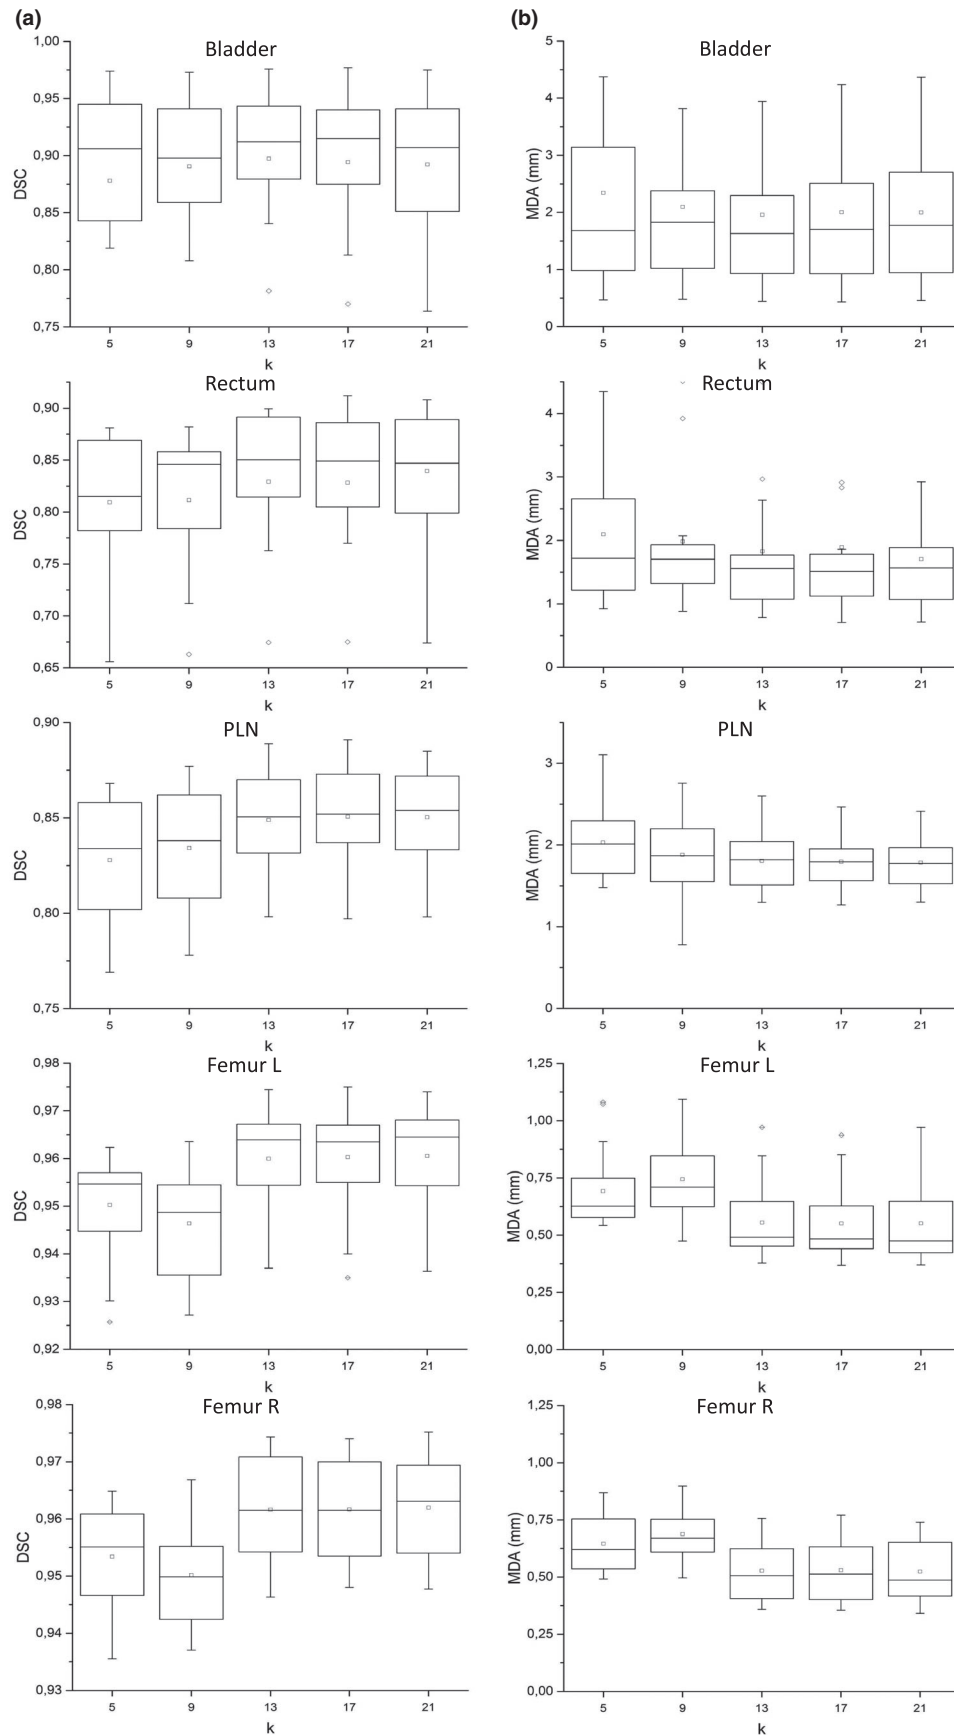 (a)
Bladder
1,00
0,95
0,90
0,85
0,80
0,75
DSC
5 9 13 17 21
k
Rectum
0,90
0,85
0,80
0,75
0,70
0,65
DSC
5 9 13 17 21
k
PLN
0,90
0,85
0,80
0,75
DSC
5 9 13 17 21
k
Femur L
0,98
0,97
0,96
0,95
0,94
0,93
0,92
DSC
5 9 13 17 21
k
Femur R
0,98
0,97
0,96
0,95
0,94
0,93
DSC
5 9 13 17 21
k
(b)
Bladder
5
4
3
2
1
0
MDA (mm)
5 9 13 17 21
k
Rectum
4
3
2
1
0
MDA (mm)
5 9 13 17 21
k
PLN
3
2
1
0
MDA (mm)
5 9 13 17 21
k
Femur L
1,25
1,00
0,75
0,50
0,25
0,00
MDA (mm)
5 9 13 17 21
k
Femur R
1,25
1,00
0,75
0,50
0,25
0,00
MDA (mm)
5 9 13 17 21
k